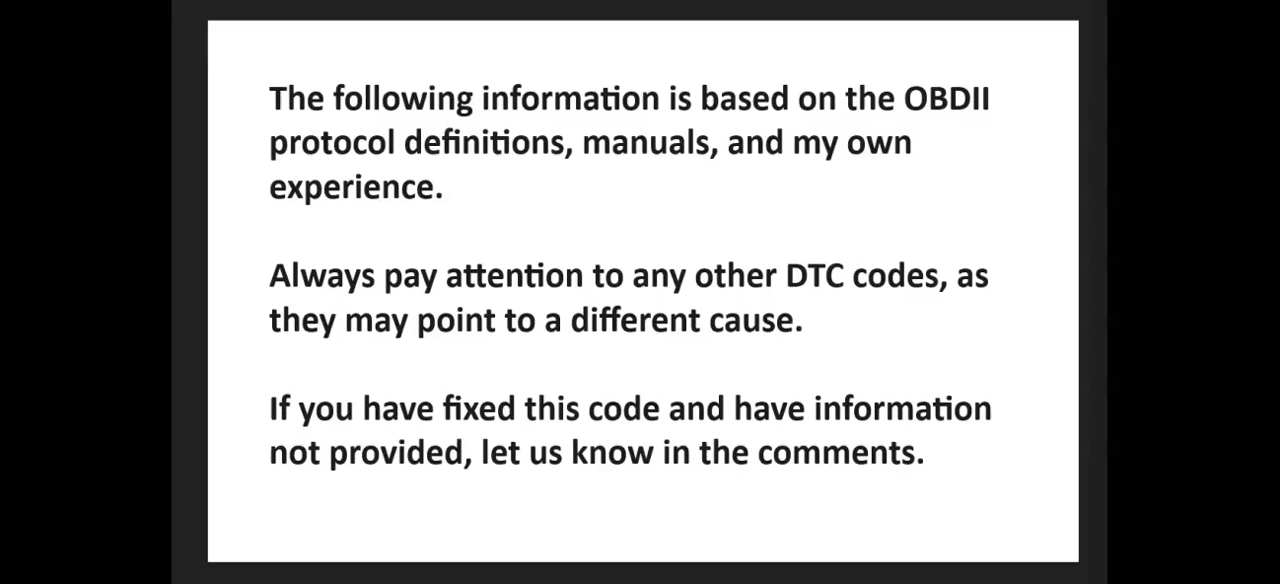 The following information is based on the OBDII
protocol definitions, manuals, and my own
experience.
Always pay attention to any other DTC codes, as
they may point to a different cause.
If you have fixed this code and have information
not provided, let us know in the comments.